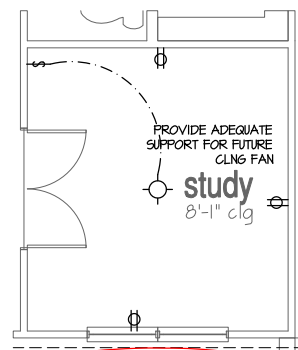 $
PROVIDE ADEQUATE
SUPPORT FOR FUTURE
CLNG FAN
study
8'-1" clg